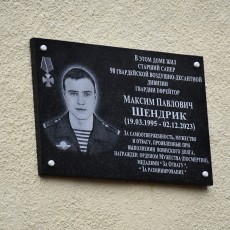 В ЭТОМ ДОМЕ ЖИЛ
СТАРШИЙ САПЕР
98 ГВАРДЕЙСКОЙ ВОЗДУШНО-ДЕСАНТНОЙ
ДИВИЗИИ
ГВАРДИИ ЕФРЕЙТОР
МАКСИМ ПАВЛОВИЧ
ШЕНДРИК
(19.03.1995 - 02.12.2023)
ЗА САМООТВЕРЖЕННОСТЬ, МУЖЕСТВО
И ОТВАГУ, ПРОЯВЛЕННЫЕ ПРИ
ВЫПОЛНЕНИИ ВОИНСКОГО ДОЛГА,
НАГРАЖДЕН: ОРДЕНОМ МУЖЕСТВА (ПОСМЕРТНО),
МЕДАЛЯМИ "ЗА ОТВАГУ",
"ЗА РАЗМИНИРОВАНИЕ"